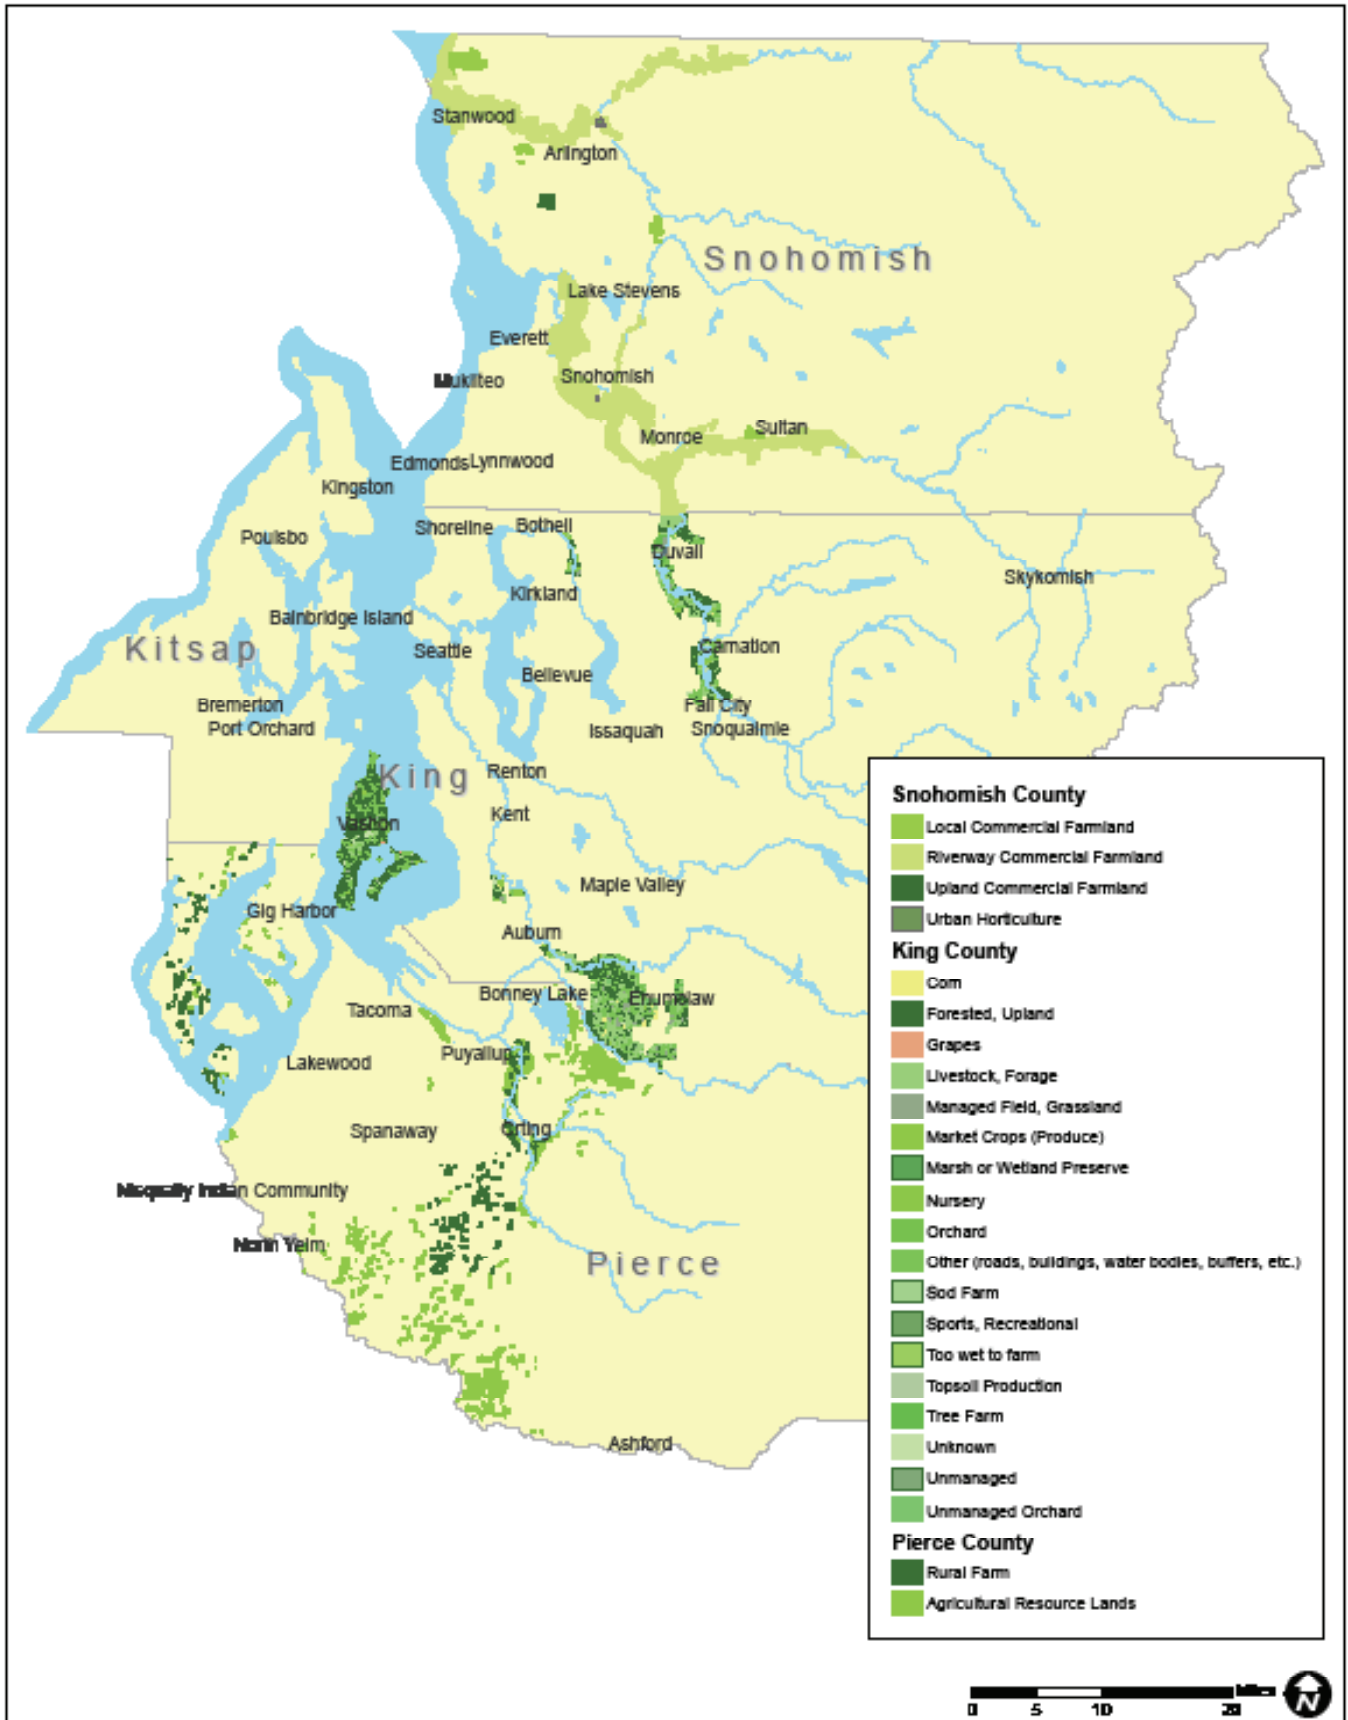 Stanwood
Arlington
Snohomish
Lake Stevens
Everett
Snohomish
Mukilteo
Sultan
Monroe
Edmonds Lynnwood
Kingston
Shoreline
Bothell
Poulsbo
Duvall
Skykomish
Kirkland
Bainbridge Island
Kitsap
Seattle
Carnation
Bellevue
Bremerton
Fall City
Port Orchard
Issaquah
Snoqualmie
King
Renton
Kent
Vashon
Maple Valley
Gig Harbor
Auburn
Bonney Lake
Enumclaw
Tacoma
Puyallup
Lakewood
Orting
Spanaway
Nisqually Indian Community
North Yelm
Pierce
Ashford
Snohomish County
Local Commercial Farmland
Riverway Commercial Farmland
Upland Commercial Farmland
Urban Horticulture
King County
Corn
Forested, Upland
Grapes
Livestock, Forage
Managed Field, Grassland
Market Crops (Produce)
Marsh or Wetland Preserve
Nursery
Orchard
Other (roads, buildings, water bodies, buffers, etc.)
Sod Farm
Sports, Recreational
Too wet to farm
Topsoil Production
Tree Farm
Unknown
Unmanaged
Unmanaged Orchard
Pierce County
Rural Farm
Agricultural Resource Lands
Miles
0 5 10 20
N